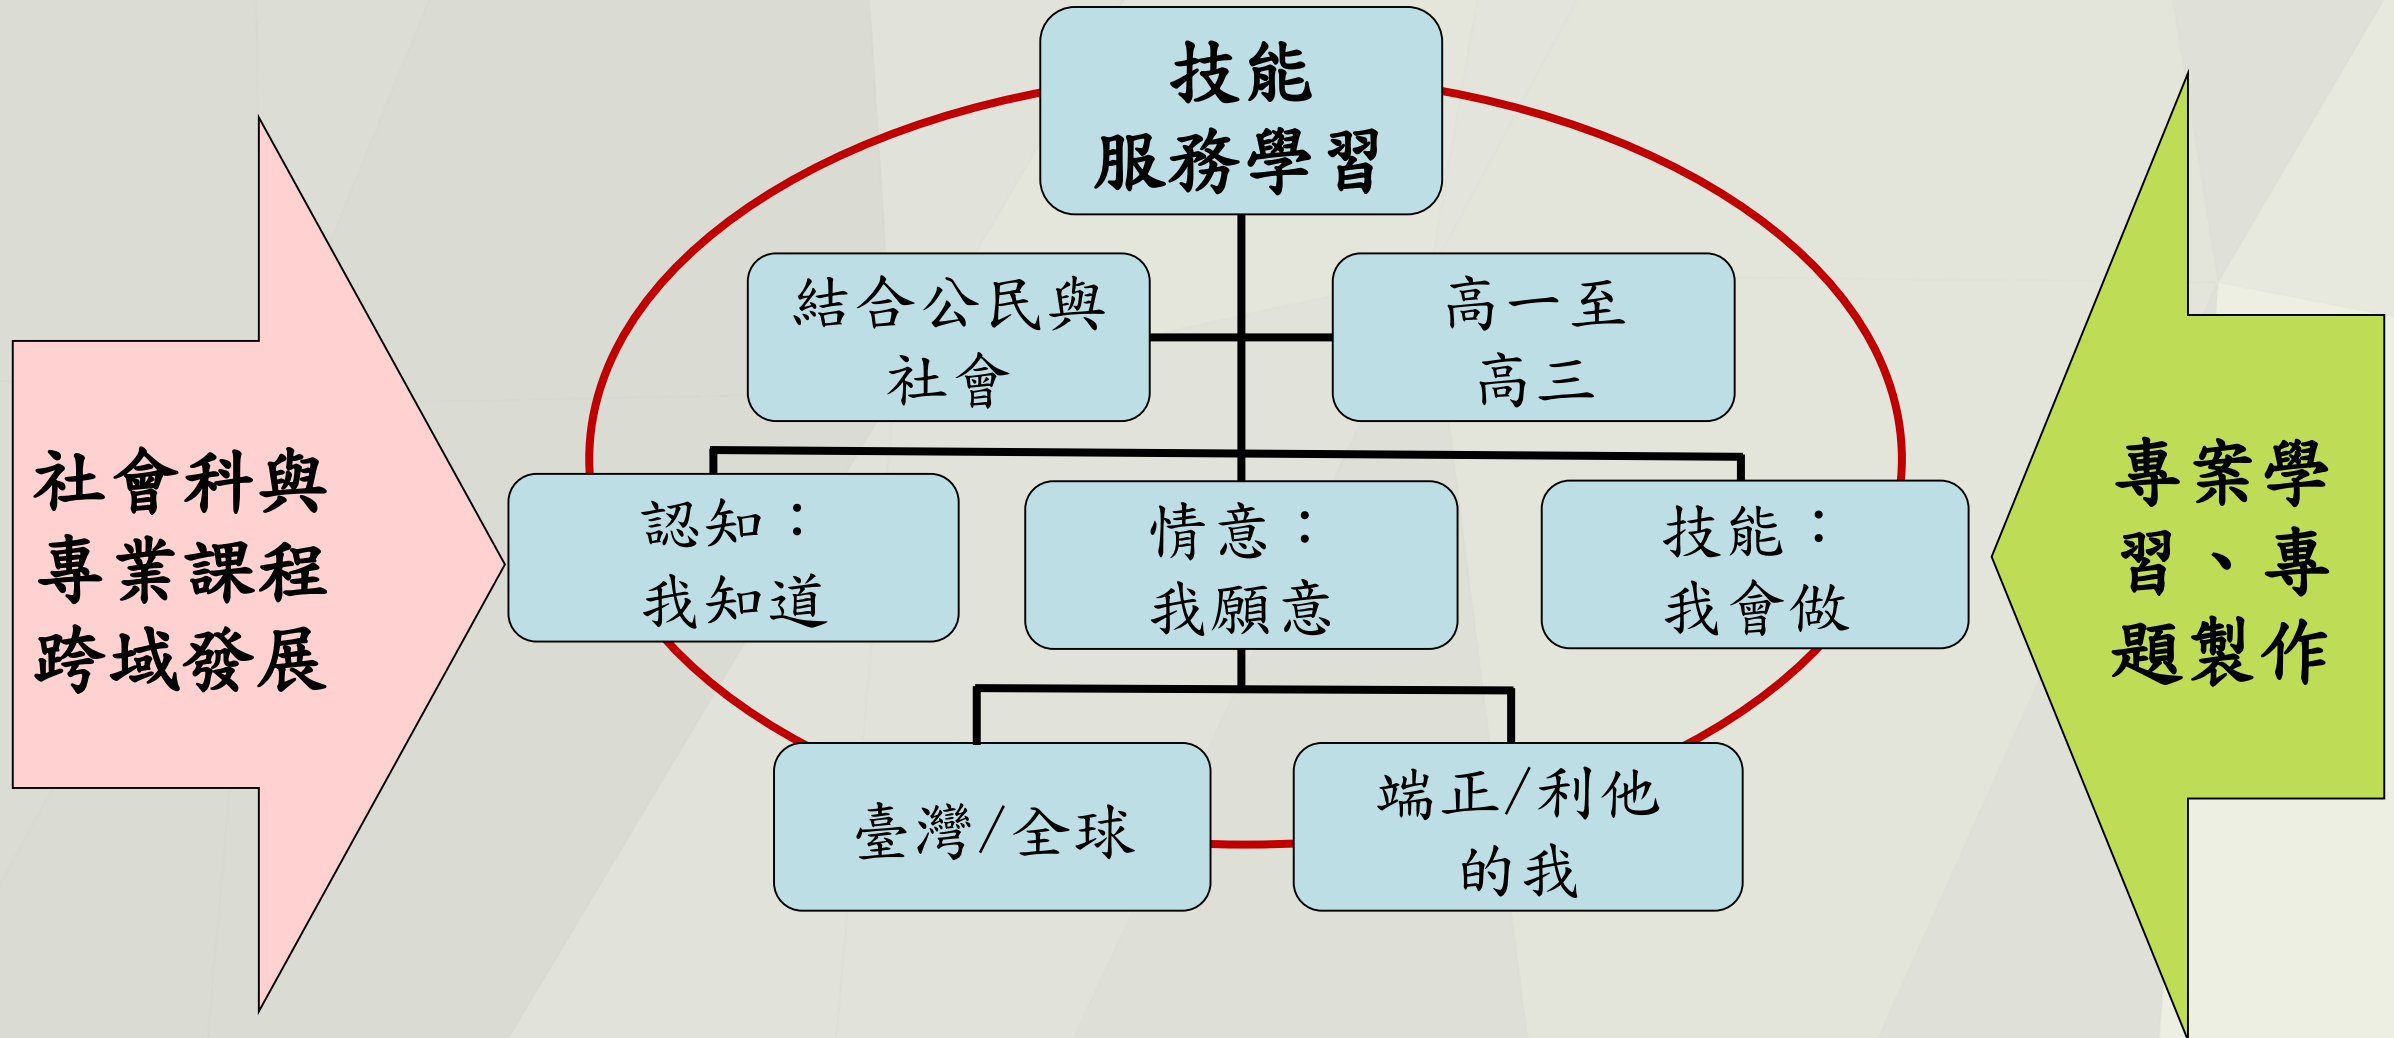 技能
服務學習
結合公民與
社會
高一至
高三
社會科與
專業課程
跨域發展
認知：
我知道
情意：
我願意
技能：
我會做
專案學
習、專
題製作
臺灣/全球
端正/利他
的我